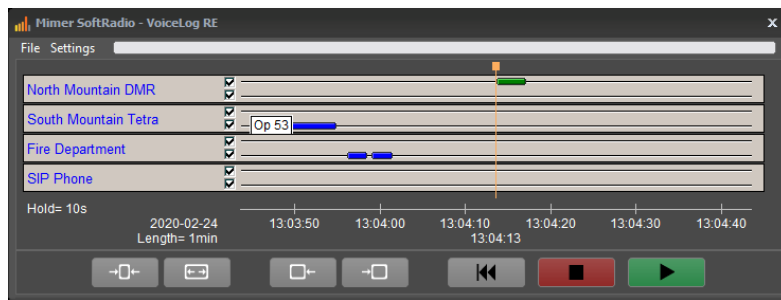 Mimer SoftRadio - VoiceLog RE x
File Settings
North Mountain DMR
South Mountain Tetra
Op 53
Fire Department
SIP Phone
Hold= 10s
2020-02-24 13:03:50 13:04:00 13:04:10 13:04:20 13:04:30 13:04:40
Length= 1min 13:04:13